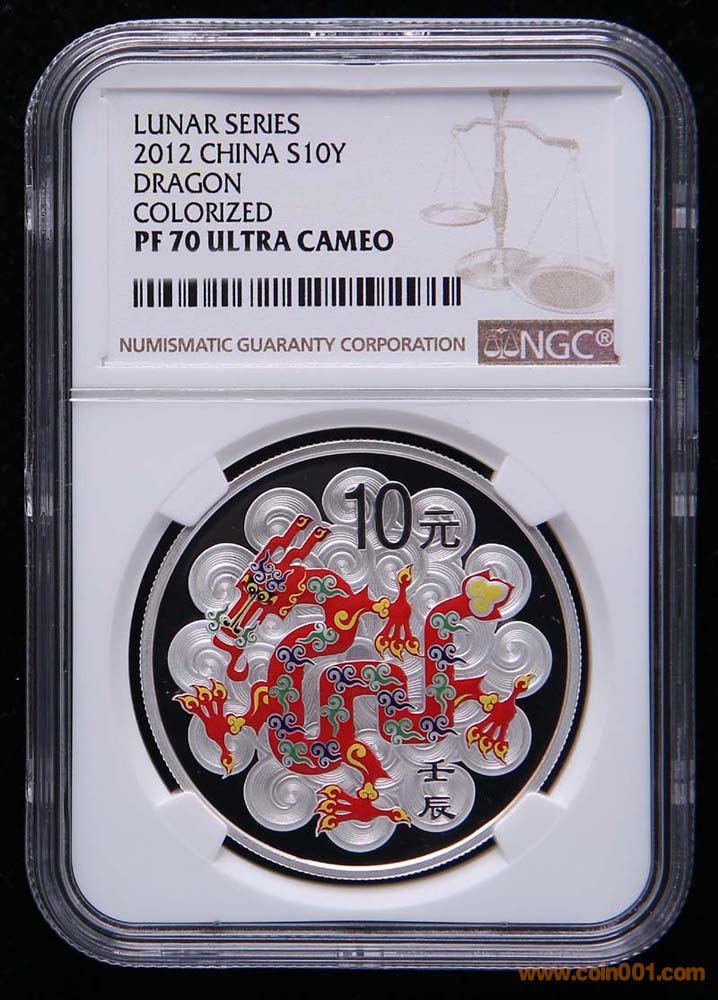 LUNAR SERIES
2012 CHINA S10Y
DRAGON
COLORIZED
PF 70 ULTRA CAMEO
NUMISMATIC GUARANTY CORPORATION
NGC®
10元
壬
辰
www.coin001.com